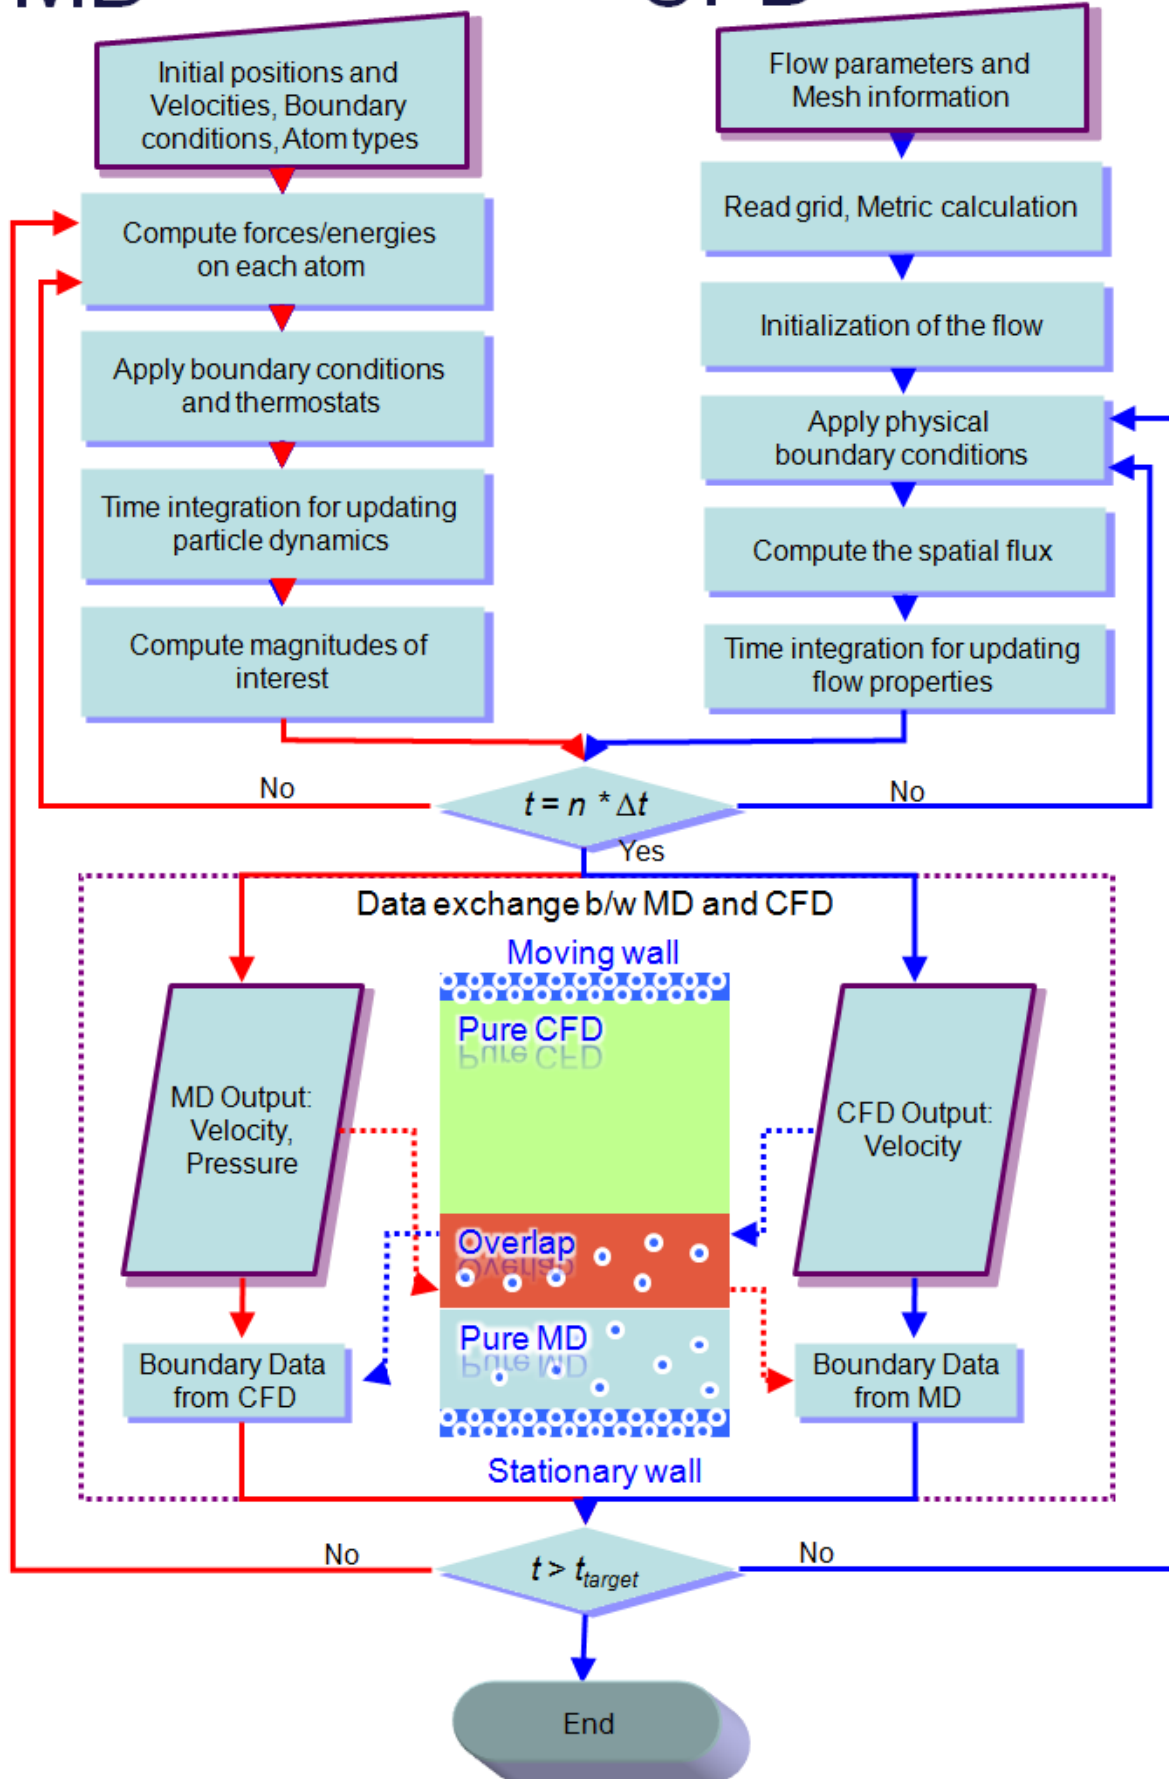 MD
CFD
Initial positions and
Velocities, Boundary
conditions, Atom types
Flow parameters and
Mesh information
Compute forces/energies
on each atom
Read grid, Metric calculation
Initialization of the flow
Apply boundary conditions
and thermostats
Apply physical
boundary conditions
Time integration for updating
particle dynamics
Compute the spatial flux
Compute magnitudes of
interest
Time integration for updating
flow properties
No
t = n * Δt
No
Yes
Data exchange b/w MD and CFD
Moving wall
Pure CFD
MD Output:
Velocity,
Pressure
CFD Output:
Velocity
Overlap
Pure MD
Boundary Data
from CFD
Boundary Data
from MD
Stationary wall
No
t > ttarget
No
End